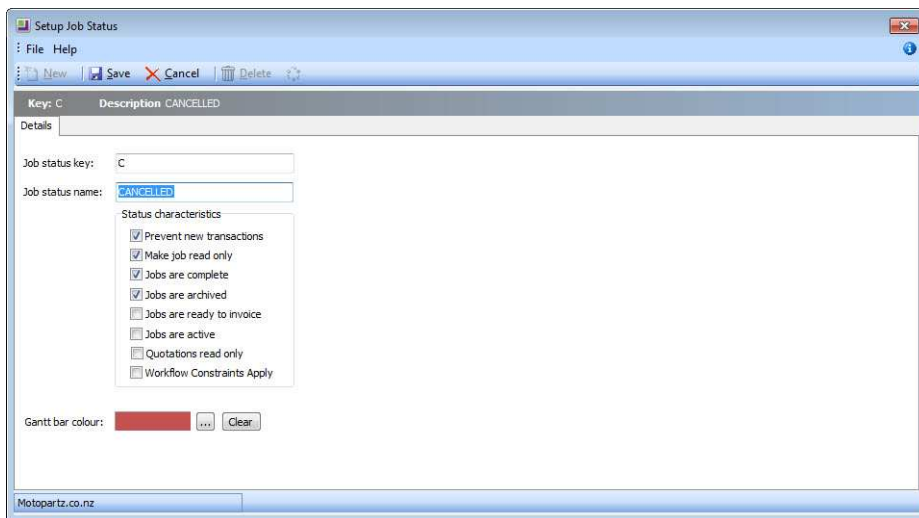 Setup Job Status
File Help
New Save Cancel Delete
Key: C Description CANCELLED
Details
Job status key: C
Job status name: CANCELLED
Status characteristics
Prevent new transactions
Make job read only
Jobs are complete
Jobs are archived
Jobs are ready to invoice
Jobs are active
Quotations read only
Workflow Constraints Apply
Gantt bar colour: ... Clear
Motopartz.co.nz